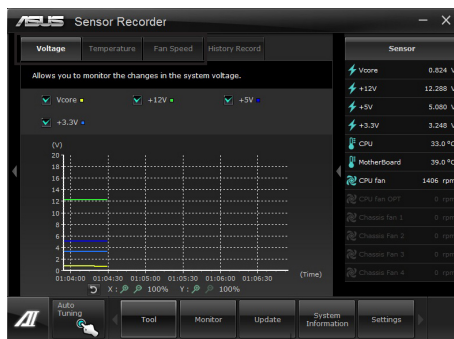 ASUS Sensor Recorder
Voltage Temperature Fan Speed History Record
Allows you to monitor the changes in the system voltage.
Vcore +12V +5V
+3.3V
(V)
20
18
16
14
12
10
8
6
4
2
0
01:04:00 01:04:30 01:05:00 01:05:30 01:06:00 01:06:30 (Time)
X : 100% Y : 100%
Sensor
Vcore 0.824 V
+12V 12.288 V
+5V 5.080 V
+3.3V 3.248 V
CPU 33.0 °C
MotherBoard 39.0 °C
CPU fan 1406 rpm
CPU fan OPT 0 rpm
Chassis fan 1 0 rpm
Chassis Fan 2 0 rpm
Chassis Fan 3 0 rpm
Chassis Fan 4 0 rpm
Auto
Tuning
Tool Monitor Update
System
Information
Settings